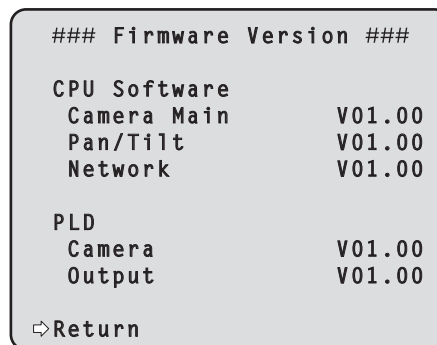 ### Firmware Version ###
CPU Software
Camera Main V01.00
Pan/Tilt V01.00
Network V01.00
PLD
Camera V01.00
Output V01.00
⇨Return